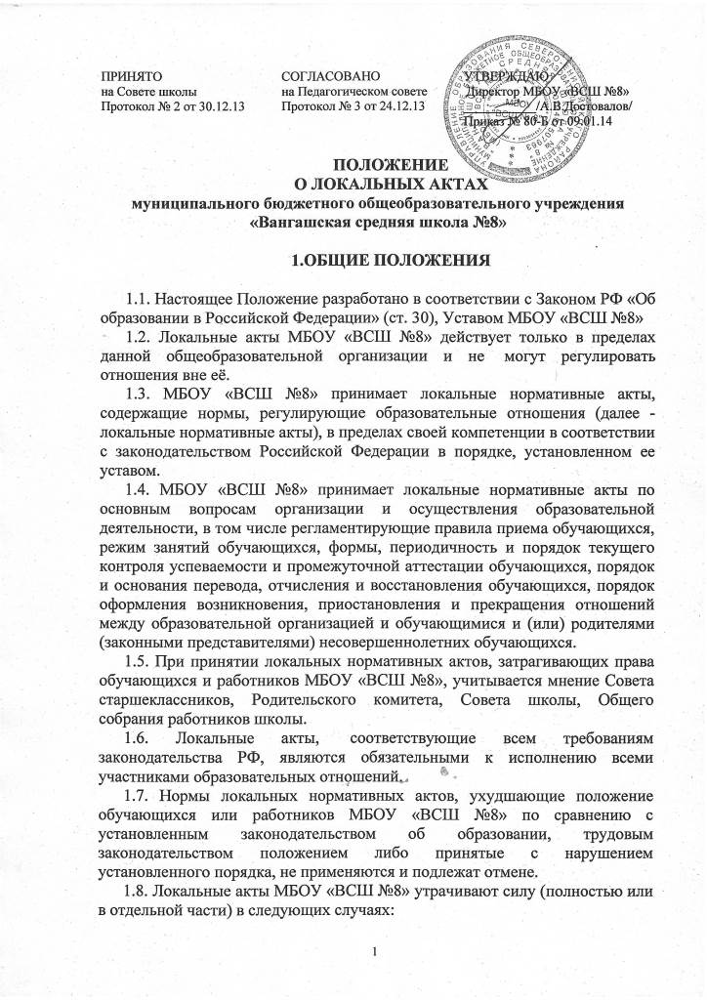 ПРИНЯТО
на Совете школы
Протокол № 2 от 30.12.13
СОГЛАСОВАНО
на Педагогическом совете
Протокол № 3 от 24.12.13
УТВЕРЖДАЮ
Директор МБОУ «ВСШ №8»
/А.В.Достовалов/
Приказ № 80-Б от 09.01.14
ПОЛОЖЕНИЕ
О ЛОКАЛЬНЫХ АКТАХ
муниципального бюджетного общеобразовательного учреждения
«Вангашская средняя школа №8»
1.ОБЩИЕ ПОЛОЖЕНИЯ
1.1. Настоящее Положение разработано в соответствии с Законом РФ «Об
образовании в Российской Федерации» (ст. 30), Уставом МБОУ «ВСШ №8»
1.2. Локальные акты МБОУ «ВСШ №8» действует только в пределах
данной общеобразовательной организации и не могут регулировать
отношения вне её.
1.3. МБОУ «ВСШ №8» принимает локальные нормативные акты,
содержащие нормы, регулирующие образовательные отношения (далее -
локальные нормативные акты), в пределах своей компетенции в соответствии
с законодательством Российской Федерации в порядке, установленном ее
уставом.
1.4. МБОУ «ВСШ №8» принимает локальные нормативные акты по
основным вопросам организации и осуществления образовательной
деятельности, в том числе регламентирующие правила приема обучающихся,
режим занятий обучающихся, формы, периодичность и порядок текущего
контроля успеваемости и промежуточной аттестации обучающихся, порядок
и основания перевода, отчисления и восстановления обучающихся, порядок
оформления возникновения, приостановления и прекращения отношений
между образовательной организацией и обучающимися и (или) родителями
(законными представителями) несовершеннолетних обучающихся.
1.5. При принятии локальных нормативных актов, затрагивающих права
обучающихся и работников МБОУ «ВСШ №8», учитывается мнение Совета
старшеклассников, Родительского комитета, Совета школы, Общего
собрания работников школы.
1.6. Локальные акты, соответствующие всем требованиям
законодательства РФ, являются обязательными к исполнению всеми
участниками образовательных отношений.
1.7. Нормы локальных нормативных актов, ухудшающие положение
обучающихся или работников МБОУ «ВСШ №8» по сравнению с
установленным законодательством об образовании, трудовым
законодательством положением либо принятые с нарушением
установленного порядка, не применяются и подлежат отмене.
1.8. Локальные акты МБОУ «ВСШ №8» утрачивают силу (полностью или
в отдельной части) в следующих случаях:
1